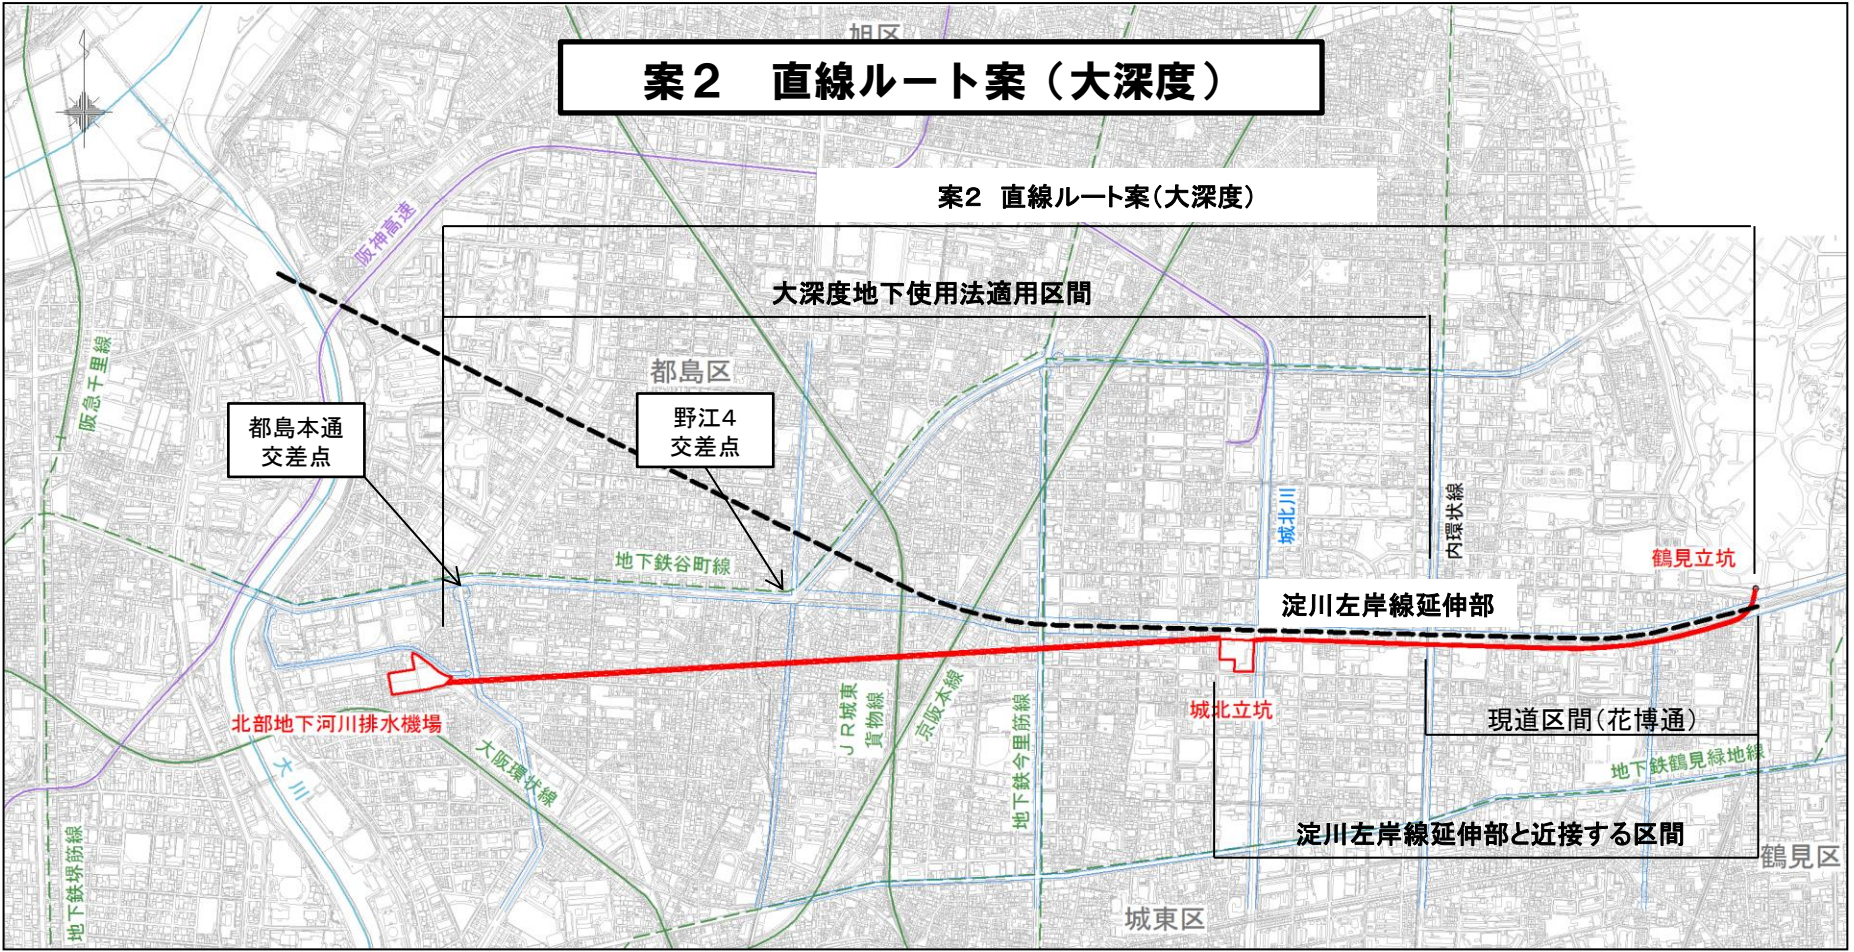 旭区
案２　直線ルート案（大深度）
案２　直線ルート案（大深度）
阪神高速
大深度地下使用法適用区間
阪急千里線
都島区
都島本通
交差点
野江４
交差点
城北川
内環状線
地下鉄谷町線
鶴見立坑
淀川左岸線延伸部
北部地下河川排水機場
大川
大阪環状線
ＪＲ城東
貨物線
京阪本線
地下鉄今里筋線
城北立坑
現道区間（花博通）
地下鉄鶴見緑地線
地下鉄堺筋線
淀川左岸線延伸部と近接する区間
鶴見区
城東区